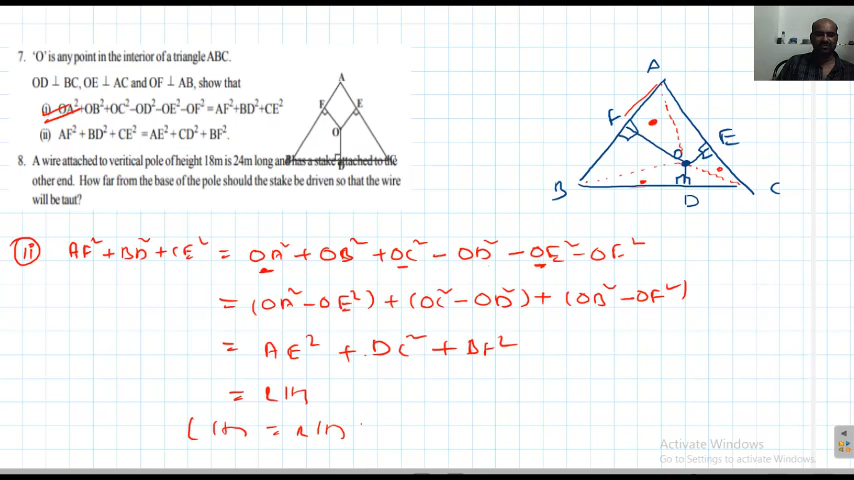 7. 'O' is any point in the interior of a triangle ABC.
OD ⊥ BC, OE ⊥ AC and OF ⊥ AB, show that
(i) OA²+OB²+OC²-OD²-OE²-OF²=AF²+BD²+CE²
(ii) AF²+BD²+CE²=AE²+CD²+BF².
8. A wire attached to veritical pole of height 18m is 24m long and has a stake attached to the
other end. How far from the base of the pole should the stake be driven so that the wire
will be taut?
A
F E
O
A
F E
O
B D C
(ii) AF² + BD² + CE² = OA² + OB² + OC² - OD² - OE² - OF²
= (OA² - OE²) + (OC² - OD²) + (OB² - OF²)
= AE² + DC² + BF²
= RHS
LHS = RHS
Activate Windows
Go to Settings to activate Windows.